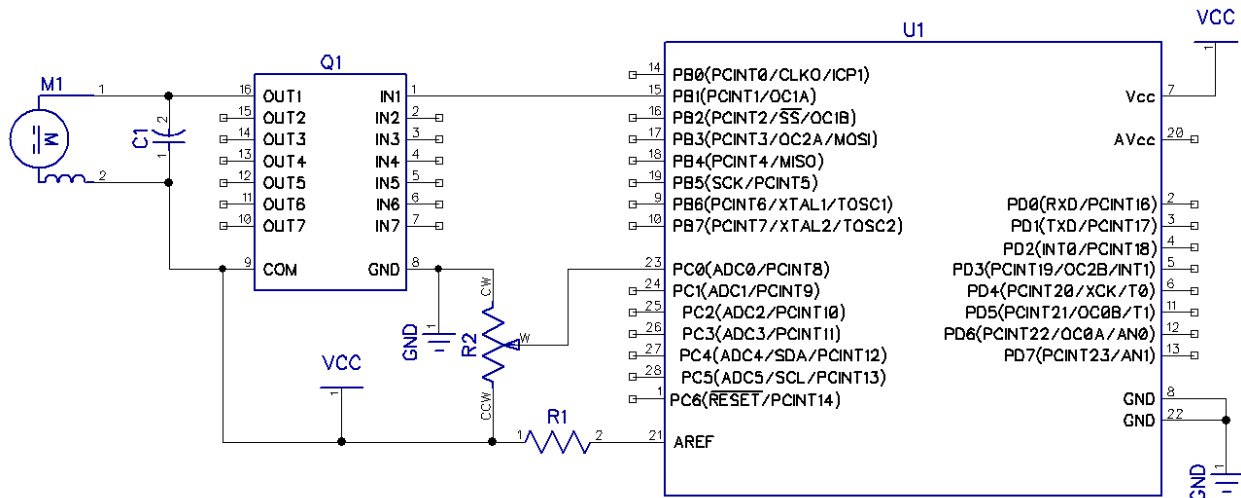 M1
M
1
2
C1
2
1
Q1
16 OUT1 IN1 1
15 OUT2 IN2 2
14 OUT3 IN3 3
13 OUT4 IN4 4
12 OUT5 IN5 5
11 OUT6 IN6 6
10 OUT7 IN7 7
9 COM GND 8
GND
1
VCC
1
R2
CW
W
CCW
R1
1
2
U1
14 PB0(PCINT0/CLKO/ICP1)
15 PB1(PCINT1/OC1A)
16 PB2(PCINT2/SS/OC1B)
17 PB3(PCINT3/OC2A/MOSI)
18 PB4(PCINT4/MISO)
19 PB5(SCK/PCINT5)
9 PB6(PCINT6/XTAL1/TOSC1)
10 PB7(PCINT7/XTAL2/TOSC2)
23 PC0(ADC0/PCINT8)
24 PC1(ADC1/PCINT9)
25 PC2(ADC2/PCINT10)
26 PC3(ADC3/PCINT11)
27 PC4(ADC4/SDA/PCINT12)
28 PC5(ADC5/SCL/PCINT13)
1 PC6(RESET/PCINT14)
21 AREF
Vcc 7
AVcc 20
PD0(RXD/PCINT16) 2
PD1(TXD/PCINT17) 3
PD2(INT0/PCINT18) 4
PD3(PCINT19/OC2B/INT1) 5
PD4(PCINT20/XCK/T0) 6
PD5(PCINT21/OC0B/T1) 11
PD6(PCINT22/OC0A/AN0) 12
PD7(PCINT23/AN1) 13
GND 8
GND 22
VCC
1
GND
1